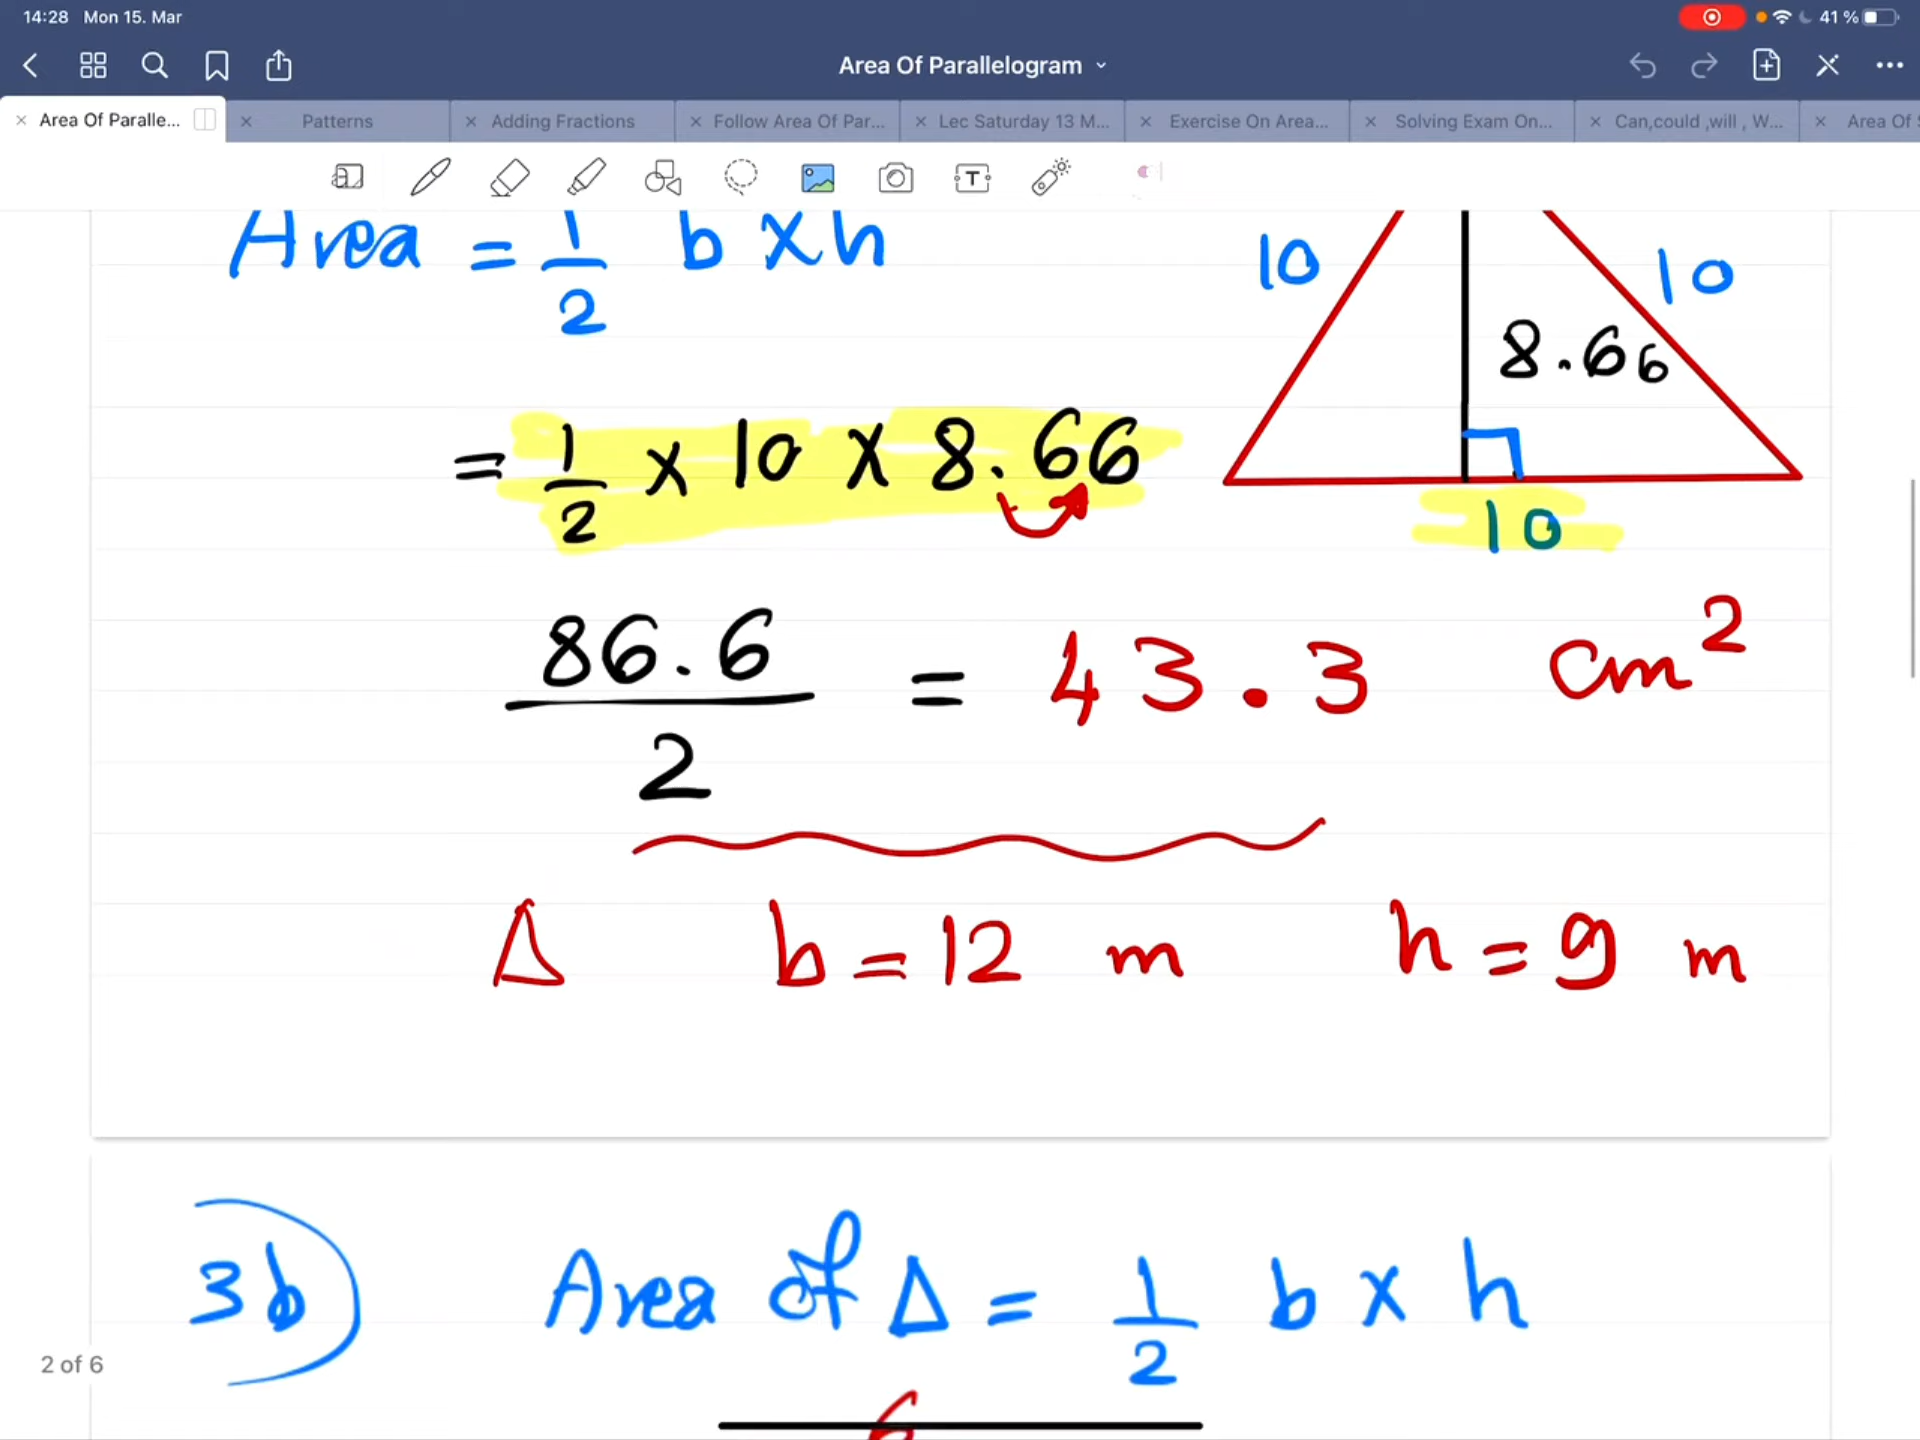 14:28 Mon 15. Mar 41 %
Area Of Parallelogram
Area Of Paralle... Patterns Adding Fractions Follow Area Of Par... Lec Saturday 13 M... Exercise On Area... Solving Exam On... Can,could ,will , W... Area Of
Area = 1/2 b × h
10 10
8.66
= 1/2 × 10 × 8.66
10
86.6/2 = 43.3 cm²
Δ b = 12 m h = 9 m
3b) Area of Δ = 1/2 b × h
2 of 6